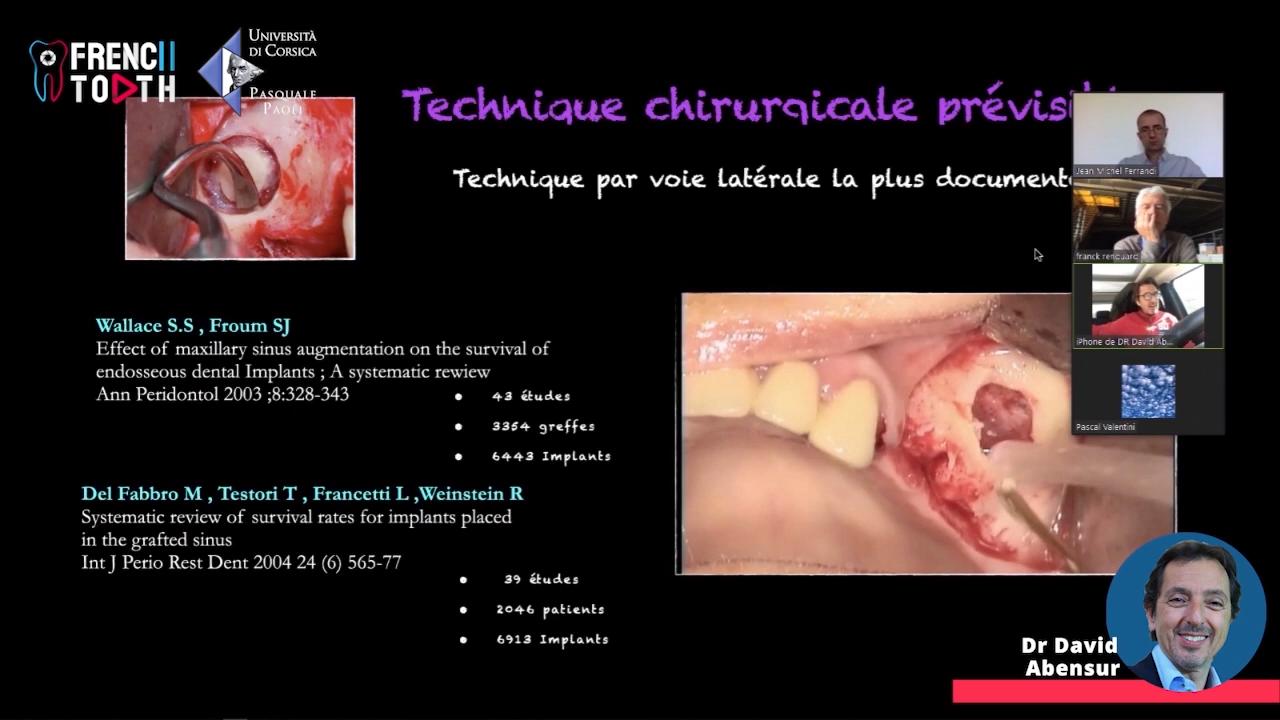 FRENCH
TOOTH
UNIVERSITÀ
DI CORSICA
PASQUALE
PAOLI
Technique chirurgicale
Technique par voie latérale la plus
Jean Michel Ferrandi
franck renouard
iPhone de DR David Ab...
Pascal Valentini
Wallace S.S , Froum SJ
Effect of maxillary sinus augmentation on the survival of
endosseous dental Implants ; A systematic rewiew
Ann Peridontol 2003 ;8:328-343
43 études
3354 greffes
6443 Implants
Del Fabbro M , Testori T , Francetti L ,Weinstein R
Systematic review of survival rates for implants placed
in the grafted sinus
Int J Perio Rest Dent 2004 24 (6) 565-77
39 études
2046 patients
6913 Implants
Dr David
Abensur